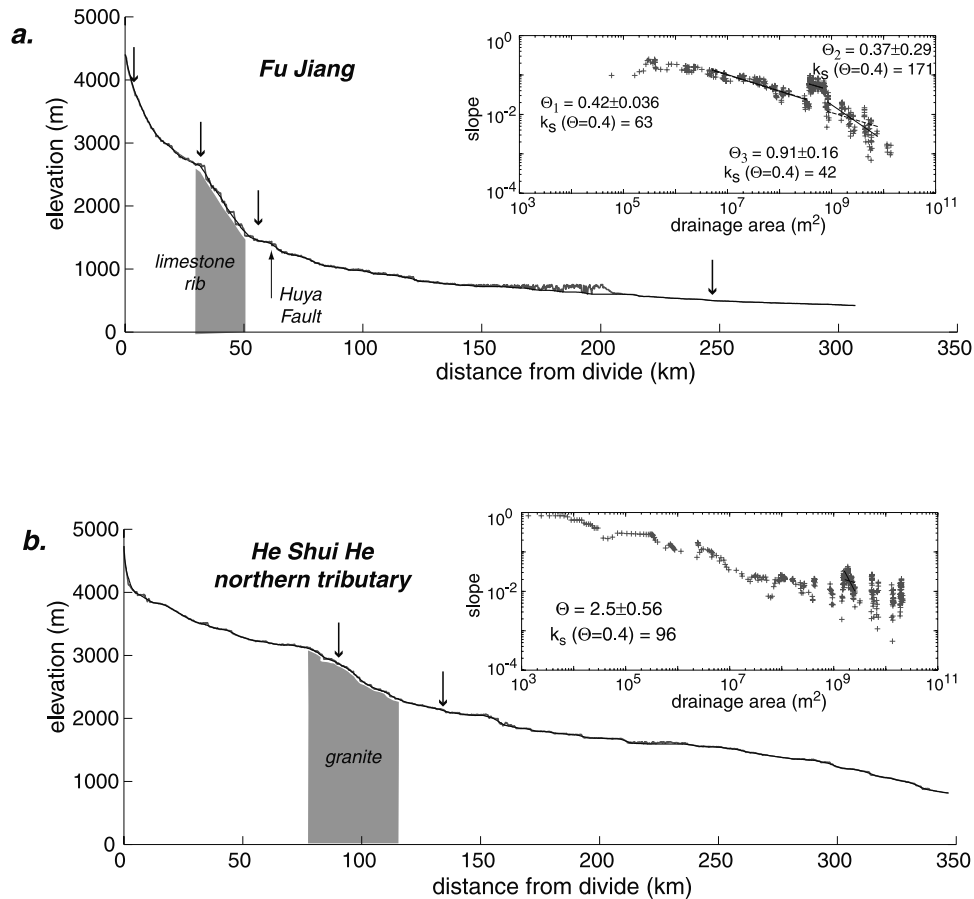 a.
Fu Jiang
5000
4000
3000
2000
1000
0
elevation (m)
limestone
rib
Huya
Fault
0 50 100 150 200 250 300 350
distance from divide (km)
10⁰
10⁻²
10⁻⁴
slope
Θ₁ = 0.42±0.036
kₛ (Θ=0.4) = 63
Θ₂ = 0.37±0.29
kₛ (Θ=0.4) = 171
Θ₃ = 0.91±0.16
kₛ (Θ=0.4) = 42
10³ 10⁵ 10⁷ 10⁹ 10¹¹
drainage area (m²)
b.
He Shui He
northern tributary
5000
4000
3000
2000
1000
0
elevation (m)
granite
0 50 100 150 200 250 300 350
distance from divide (km)
10⁰
10⁻²
10⁻⁴
slope
Θ = 2.5±0.56
kₛ (Θ=0.4) = 96
10³ 10⁵ 10⁷ 10⁹ 10¹¹
drainage area (m²)